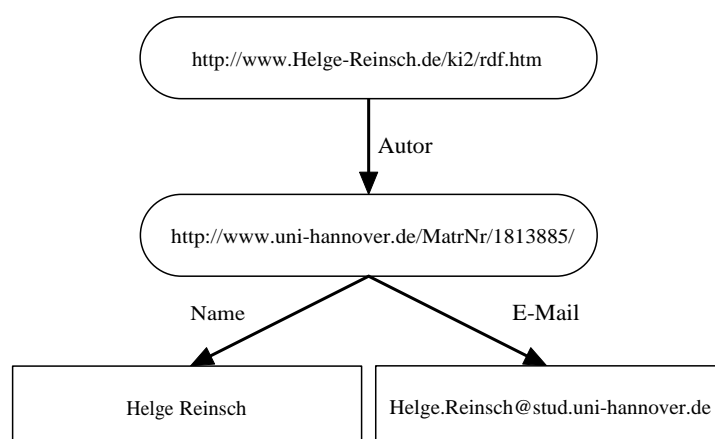 http://www.Helge-Reinsch.de/ki2/rdf.htm
Autor
http://www.uni-hannover.de/MatrNr/1813885/
Name
E-Mail
Helge Reinsch
Helge.Reinsch@stud.uni-hannover.de